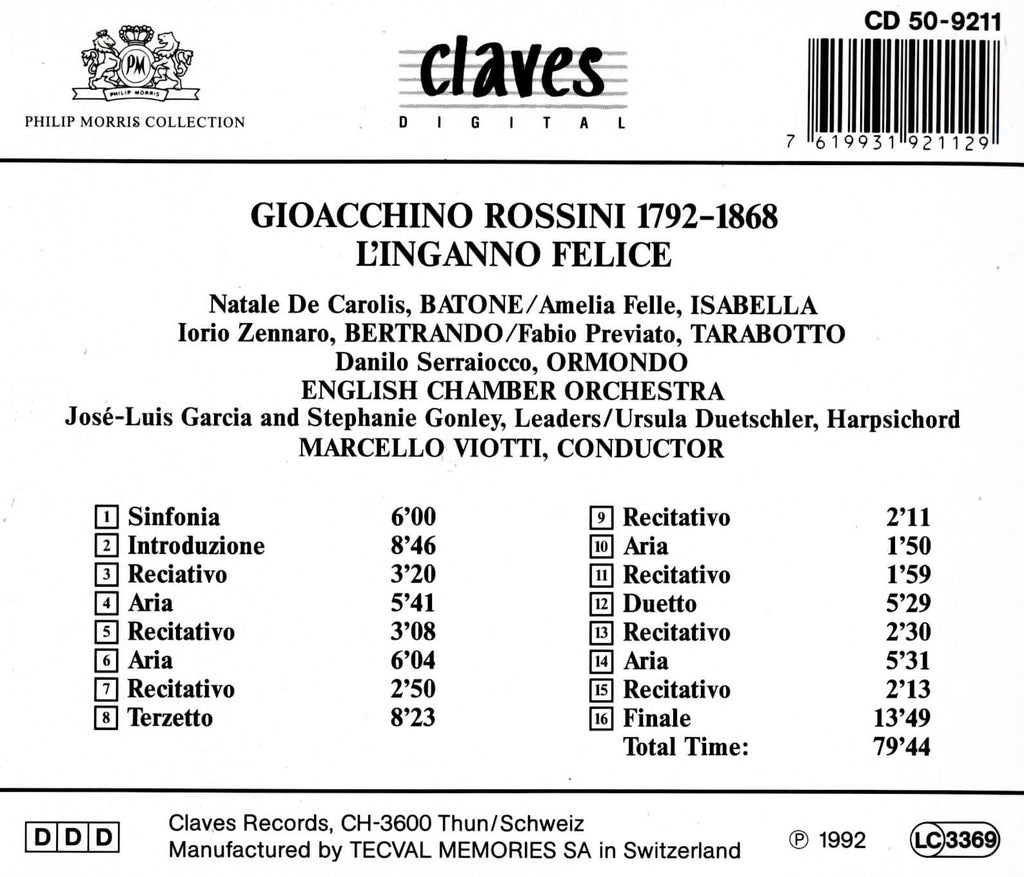 CD 50-9211
PM
PHILIP MORRIS
PHILIP MORRIS COLLECTION
claves
DIGITAL
7 619931 921129
GIOACCHINO ROSSINI 1792–1868
L'INGANNO FELICE
Natale De Carolis, BATONE/Amelia Felle, ISABELLA
Iorio Zennaro, BERTRANDO/Fabio Previato, TARABOTTO
Danilo Serraiocco, ORMONDO
ENGLISH CHAMBER ORCHESTRA
José-Luis Garcia and Stephanie Gonley, Leaders/Ursula Duetschler, Harpsichord
MARCELLO VIOTTI, CONDUCTOR
1 Sinfonia 6'00
2 Introduzione 8'46
3 Reciativo 3'20
4 Aria 5'41
5 Recitativo 3'08
6 Aria 6'04
7 Recitativo 2'50
8 Terzetto 8'23
9 Recitativo 2'11
10 Aria 1'50
11 Recitativo 1'59
12 Duetto 5'29
13 Recitativo 2'30
14 Aria 5'31
15 Recitativo 2'13
16 Finale 13'49
Total Time: 79'44
DDD
Claves Records, CH-3600 Thun/Schweiz
Manufactured by TECVAL MEMORIES SA in Switzerland
℗ 1992
LC3369